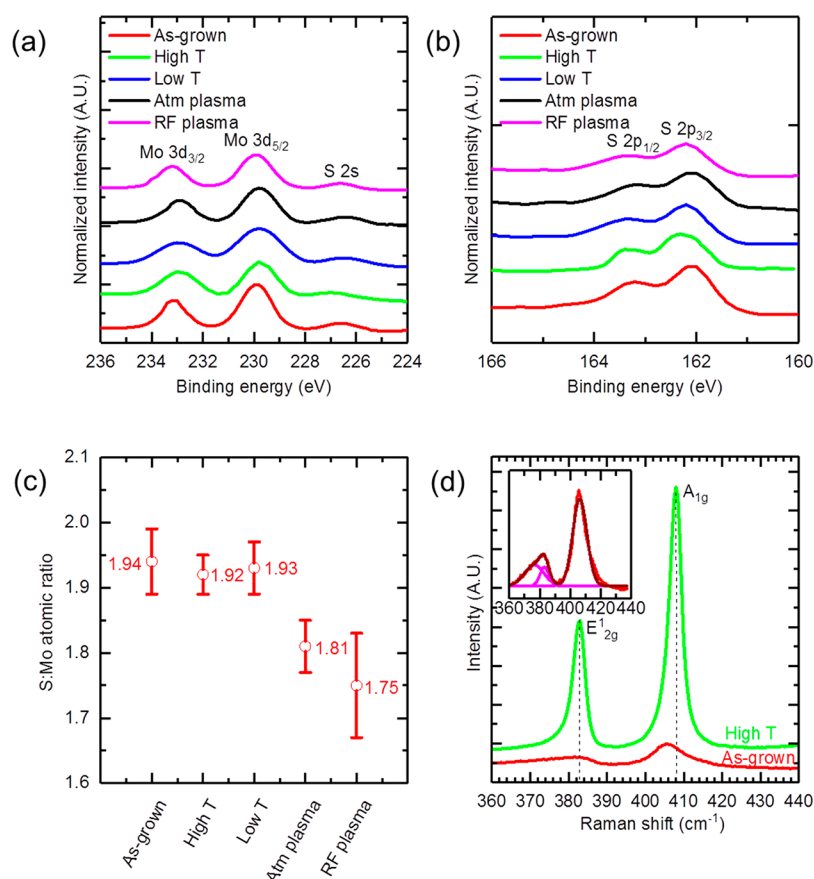 (a)
As-grown
High T
Low T
Atm plasma
RF plasma
Mo 3d3/2
Mo 3d5/2
S 2s
Normalized intensity (A.U.)
236 234 232 230 228 226 224
Binding energy (eV)
(b)
As-grown
High T
Low T
Atm plasma
RF plasma
S 2p1/2
S 2p3/2
Normalized intensity (A.U.)
166 164 162 160
Binding energy (eV)
(c)
2.1
2.0
1.9
1.8
1.7
1.6
S:Mo atomic ratio
1.94
1.92
1.93
1.81
1.75
As-grown
High T
Low T
Atm plasma
RF plasma
(d)
A1g
E12g
360 380 400 420 440
High T
As-grown
Intensity (A.U.)
360 370 380 390 400 410 420 430 440
Raman shift (cm-1)